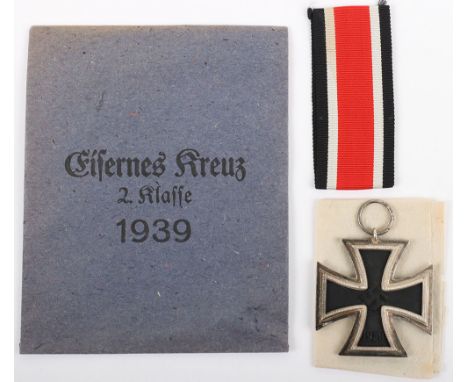 Eisernes Kreuz
2. Klasse
1939